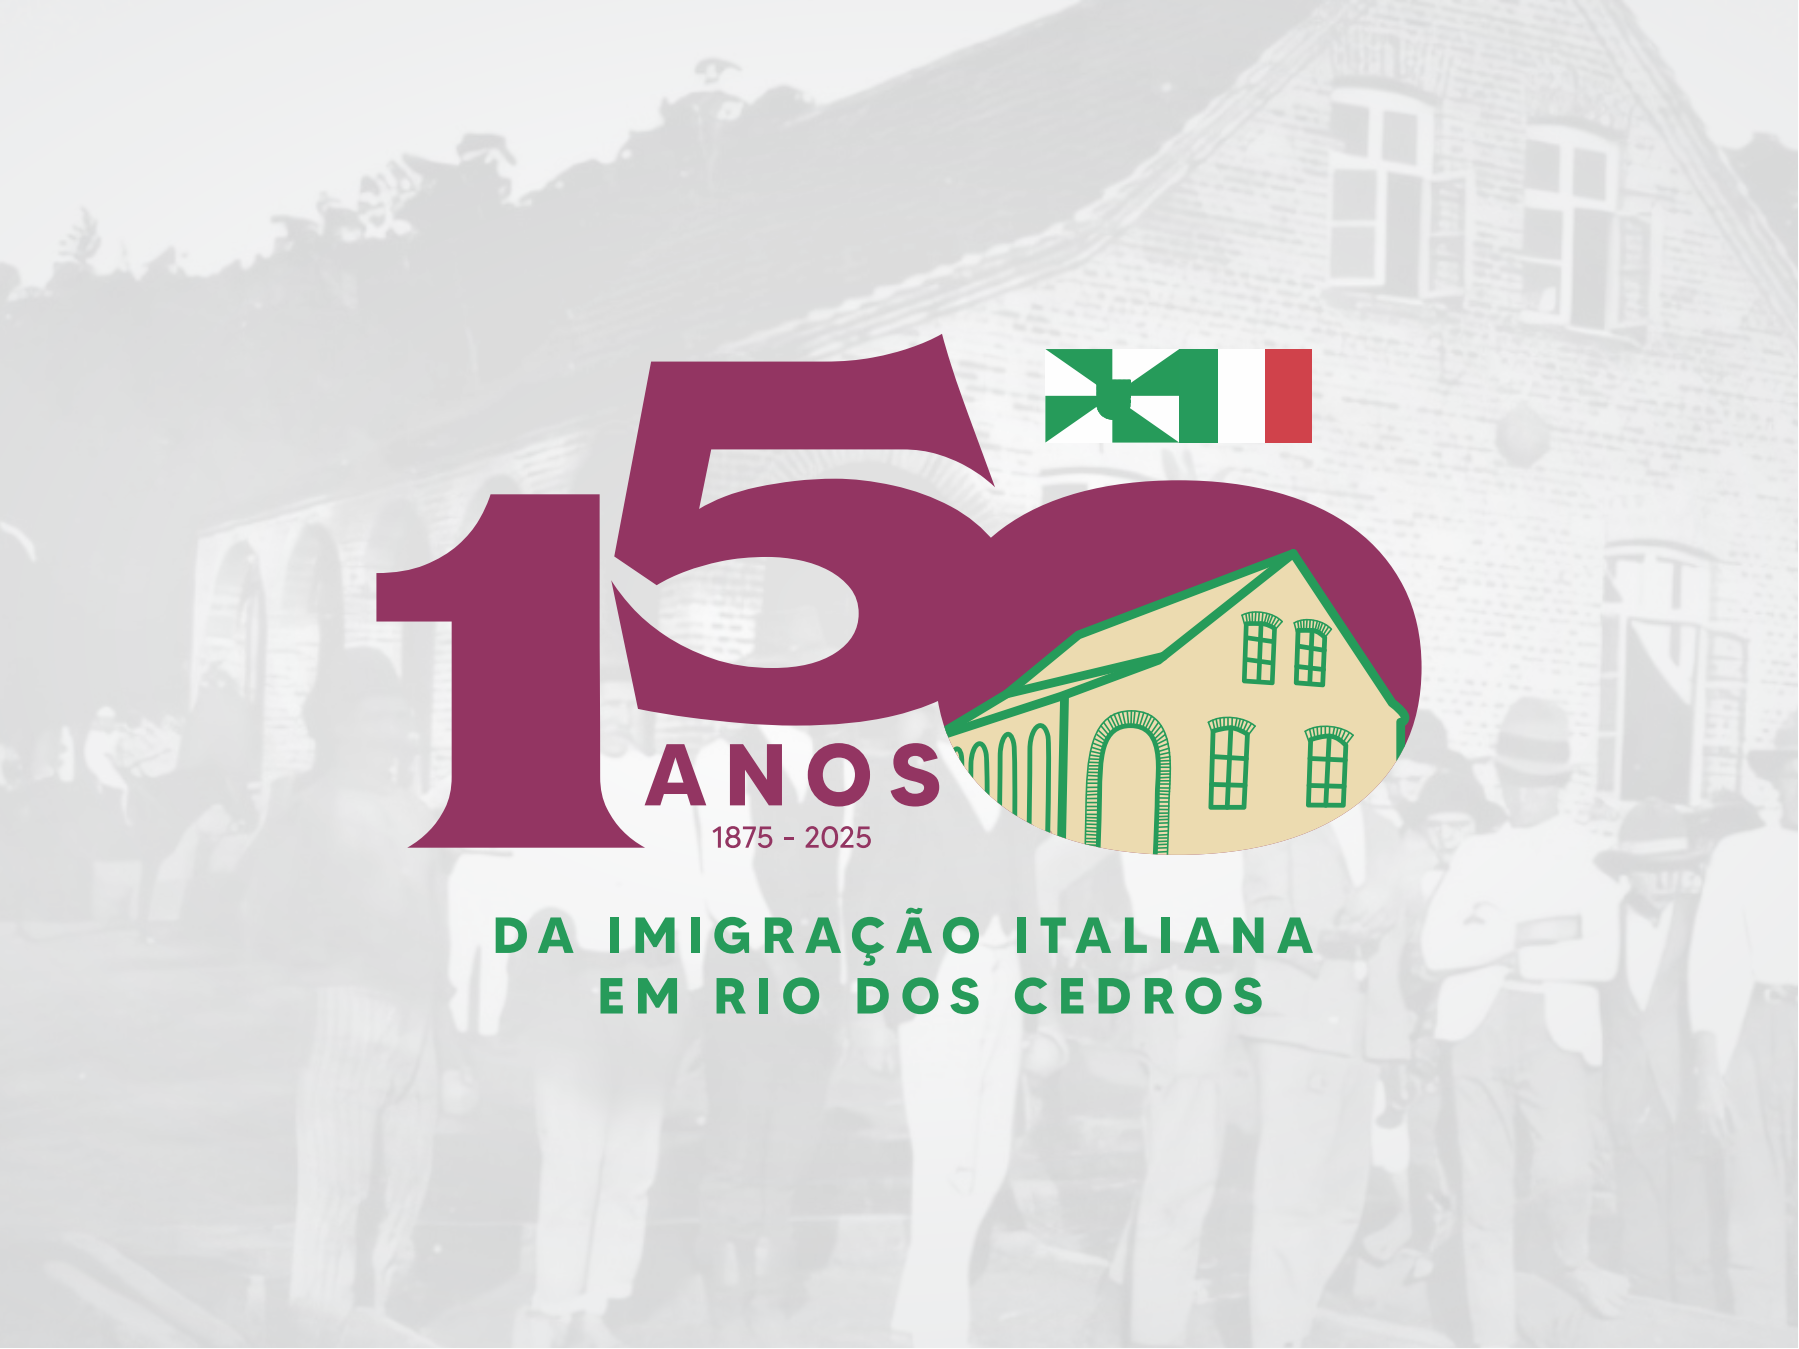 150
ANOS
1875 - 2025
DA IMIGRAÇÃO ITALIANA
EM RIO DOS CEDROS